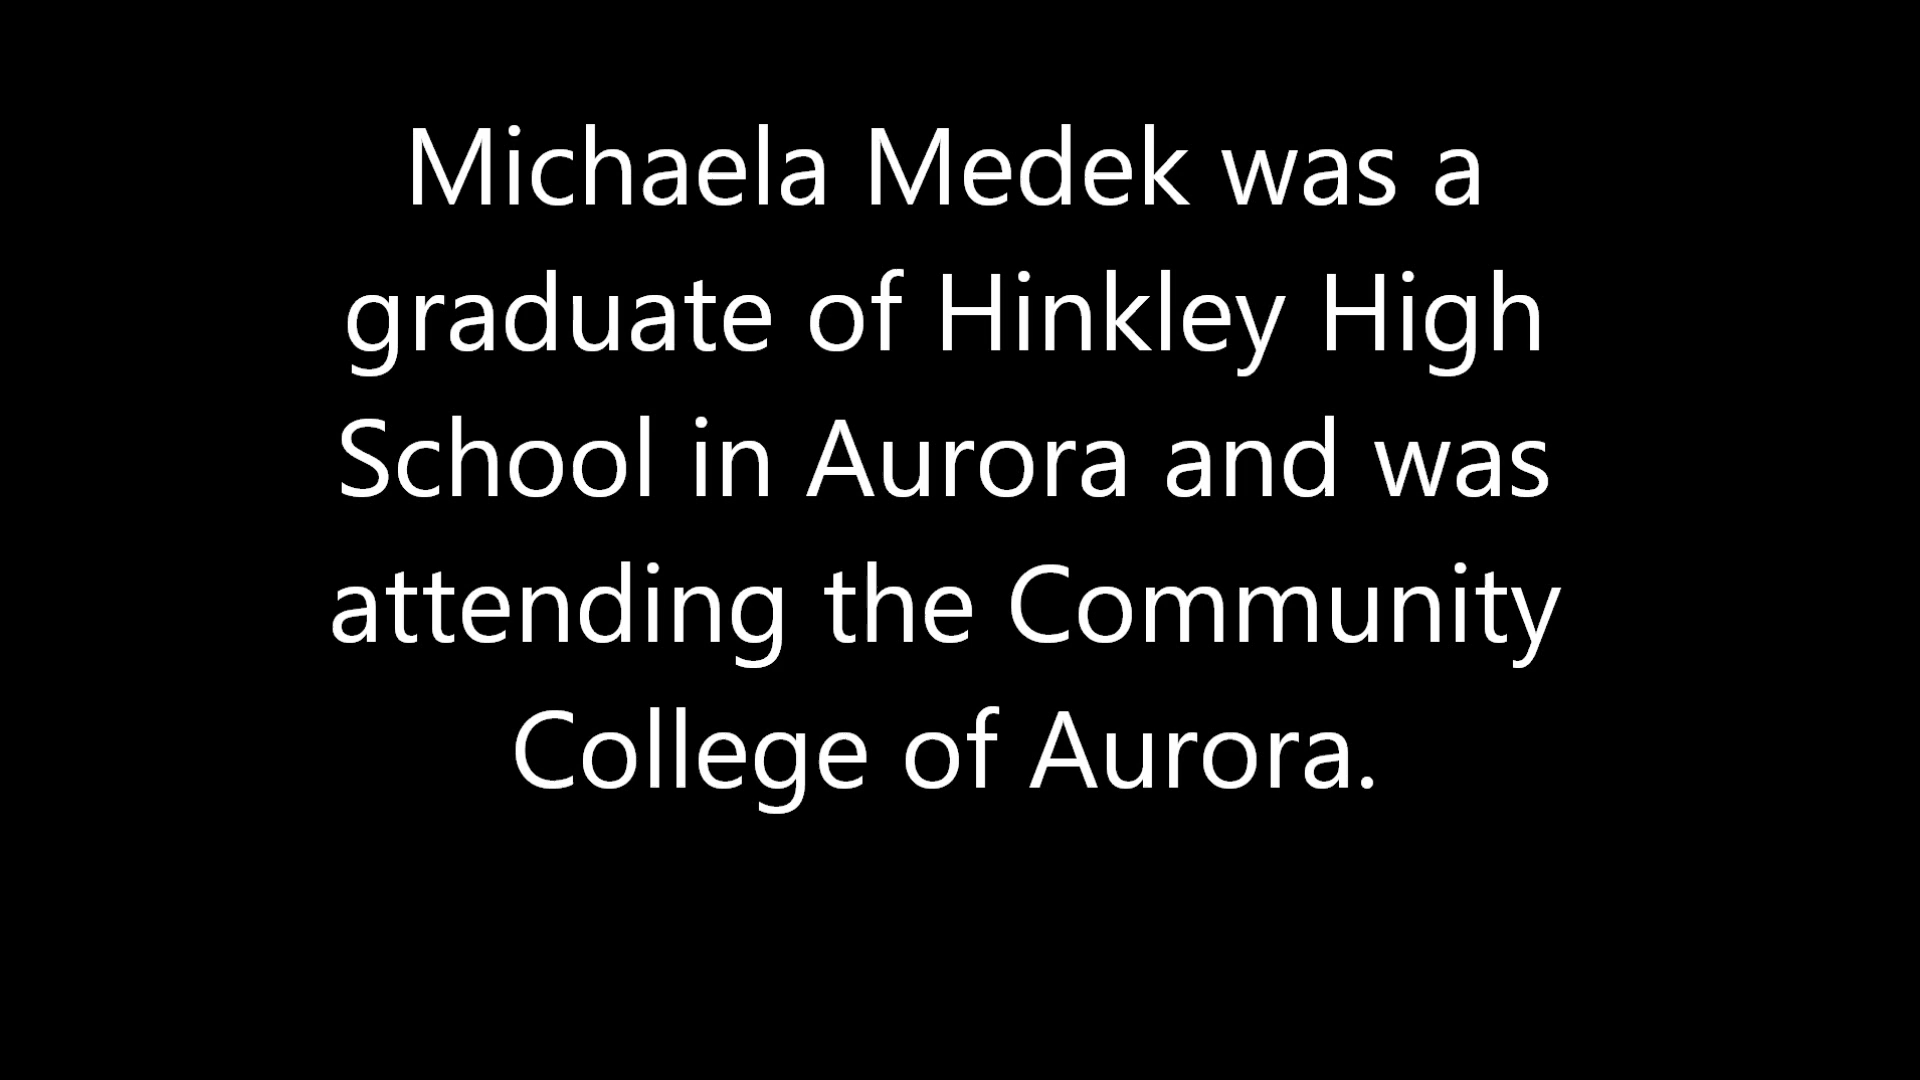 Michaela Medek was a
graduate of Hinkley High
School in Aurora and was
attending the Community
College of Aurora.